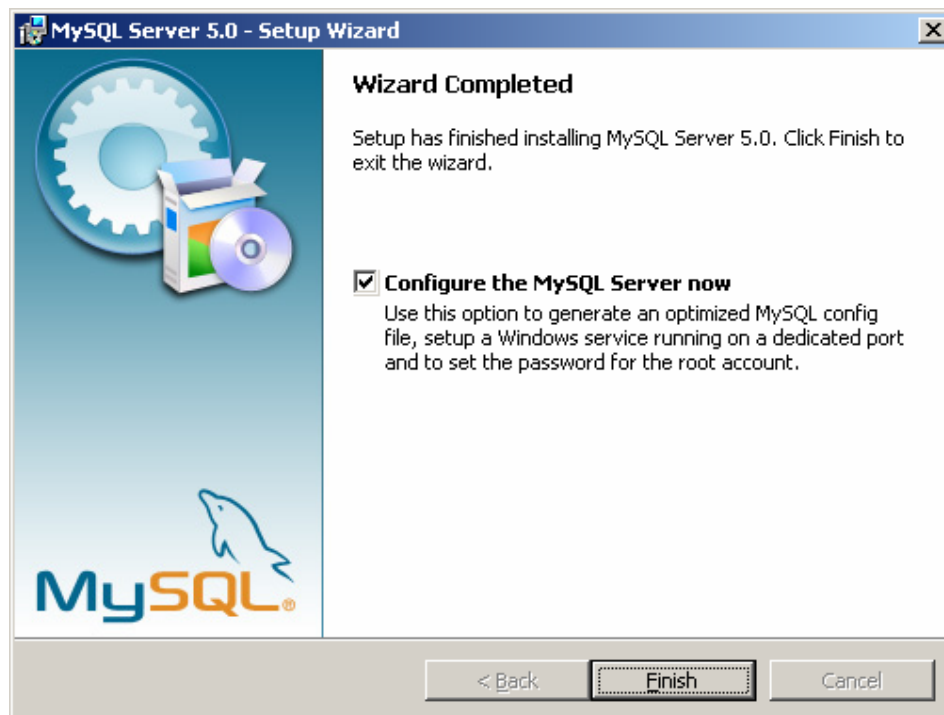 MySQL Server 5.0 - Setup Wizard
Wizard Completed
Setup has finished installing MySQL Server 5.0. Click Finish to
exit the wizard.
Configure the MySQL Server now
Use this option to generate an optimized MySQL config
file, setup a Windows service running on a dedicated port
and to set the password for the root account.
MySQL®
< Back
Finish
Cancel